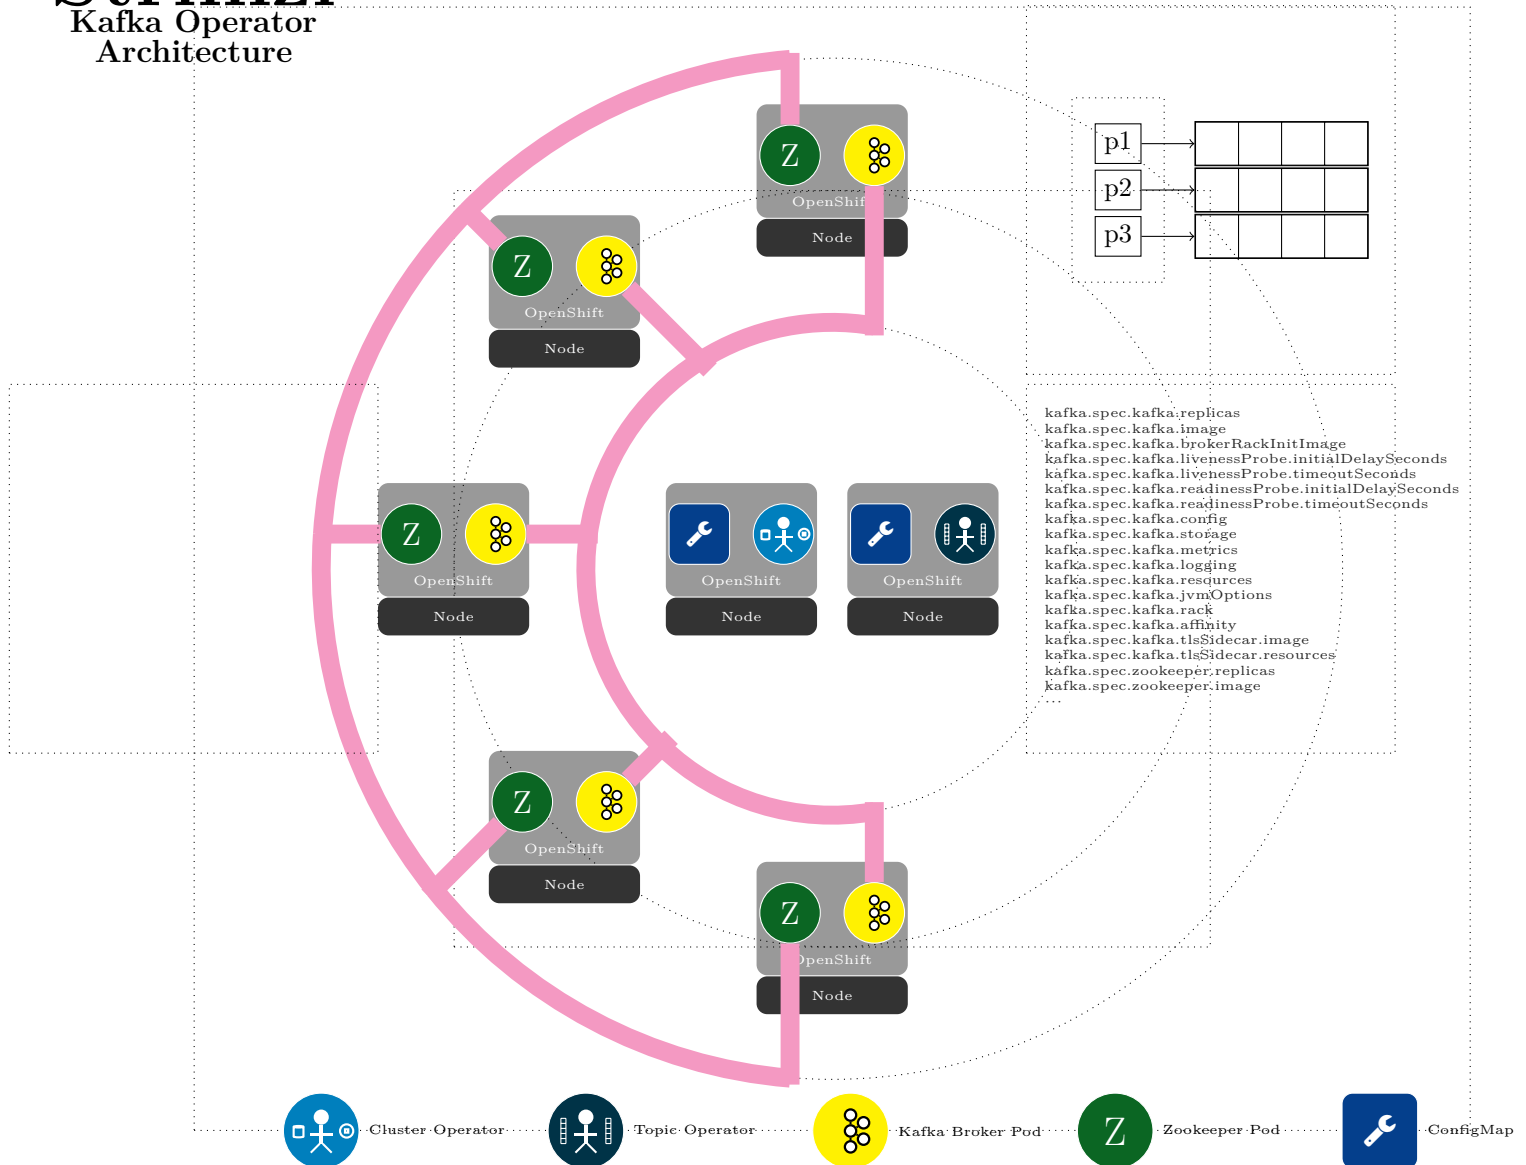 Strimzi
Kafka Operator
Architecture
Z
OpenShift
Node
p1
p2
p3
Z
OpenShift
Node
kafka.spec.kafka.replicas
kafka.spec.kafka.image
kafka.spec.kafka.brokerRackInitImage
kafka.spec.kafka.livenessProbe.initialDelaySeconds
kafka.spec.kafka.livenessProbe.timeoutSeconds
kafka.spec.kafka.readinessProbe.initialDelaySeconds
kafka.spec.kafka.readinessProbe.timeoutSeconds
kafka.spec.kafka.config
kafka.spec.kafka.storage
kafka.spec.kafka.metrics
kafka.spec.kafka.logging
kafka.spec.kafka.resources
kafka.spec.kafka.jvmOptions
kafka.spec.kafka.rack
kafka.spec.kafka.affinity
kafka.spec.kafka.tlsSidecar.image
kafka.spec.kafka.tlsSidecar.resources
kafka.spec.zookeeper.replicas
kafka.spec.zookeeper.image
...
Z
OpenShift
Node
OpenShift
Node
OpenShift
Node
Z
OpenShift
Node
Z
OpenShift
Node
Cluster Operator
Topic Operator
Kafka Broker Pod
Z
Zookeeper Pod
ConfigMap